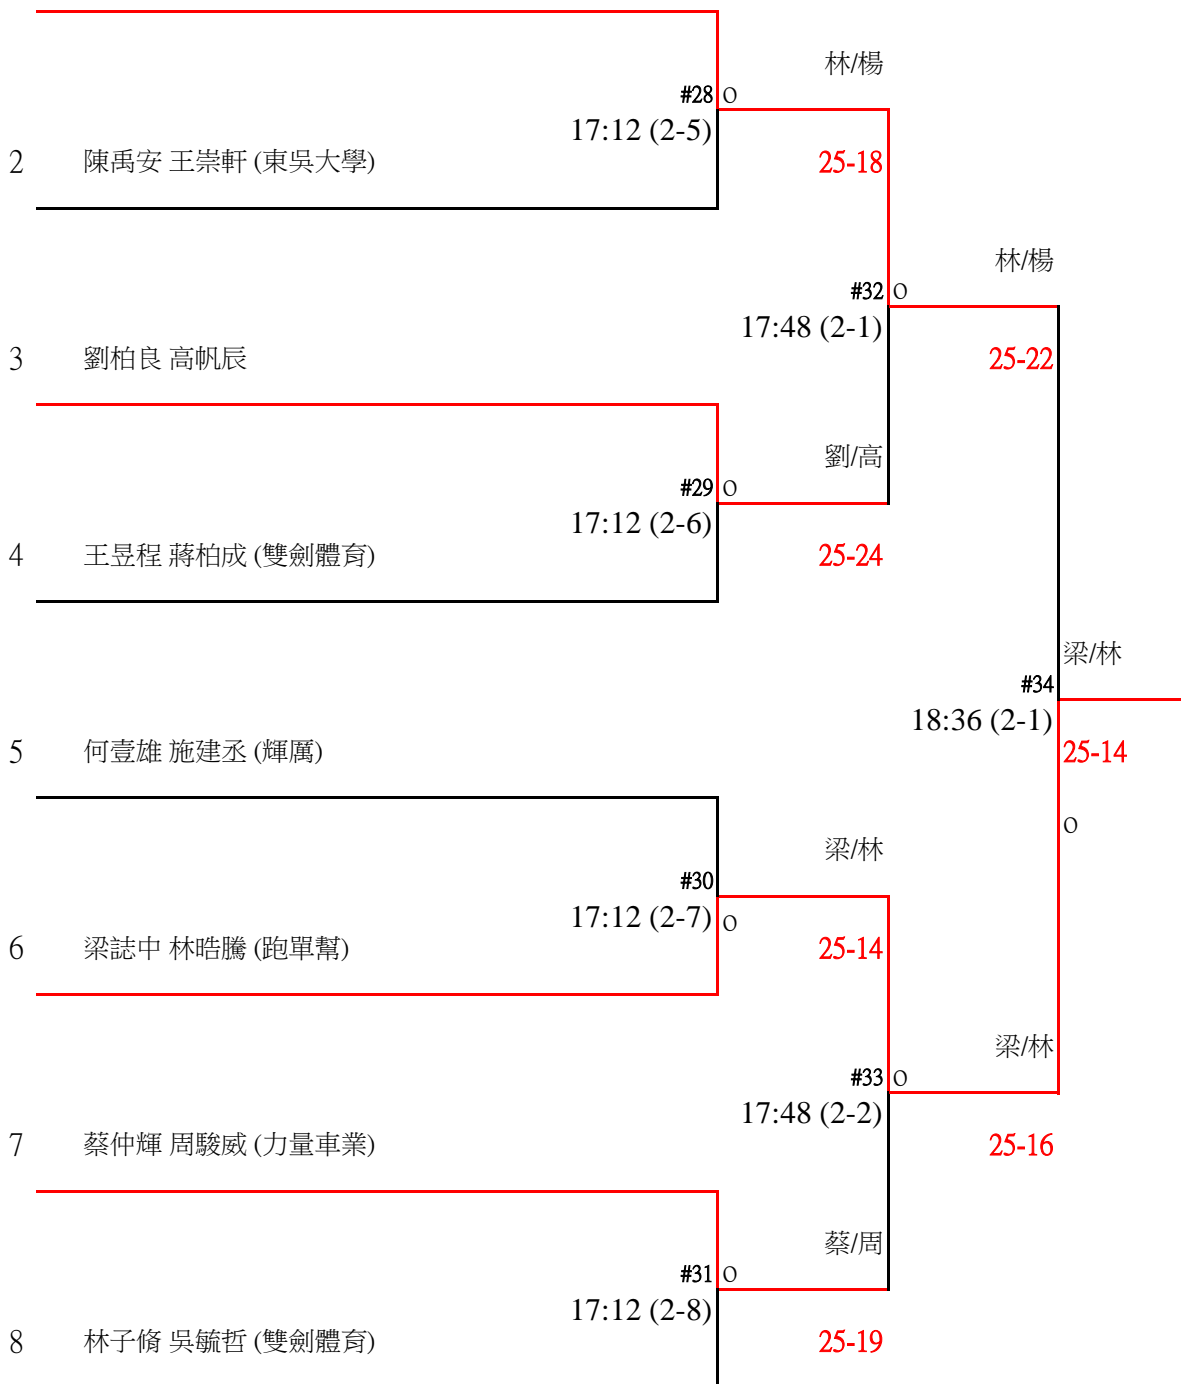 林/楊
#28 O
17:12 (2-5)
2 陳禹安 王崇軒 (東吳大學) 25-18
林/楊
#32 O
17:48 (2-1)
3 劉柏良 高帆辰 25-22
劉/高
#29 O
17:12 (2-6)
4 王昱程 蔣柏成 (雙劍體育) 25-24
梁/林
#34
18:36 (2-1)
5 何壹雄 施建丞 (輝厲) 25-14
O
梁/林
#30
17:12 (2-7) O
6 梁誌中 林晧騰 (跑單幫) 25-14
梁/林
#33 O
17:48 (2-2)
7 蔡仲輝 周駿威 (力量車業) 25-16
蔡/周
#31 O
17:12 (2-8)
8 林子脩 吳毓哲 (雙劍體育) 25-19